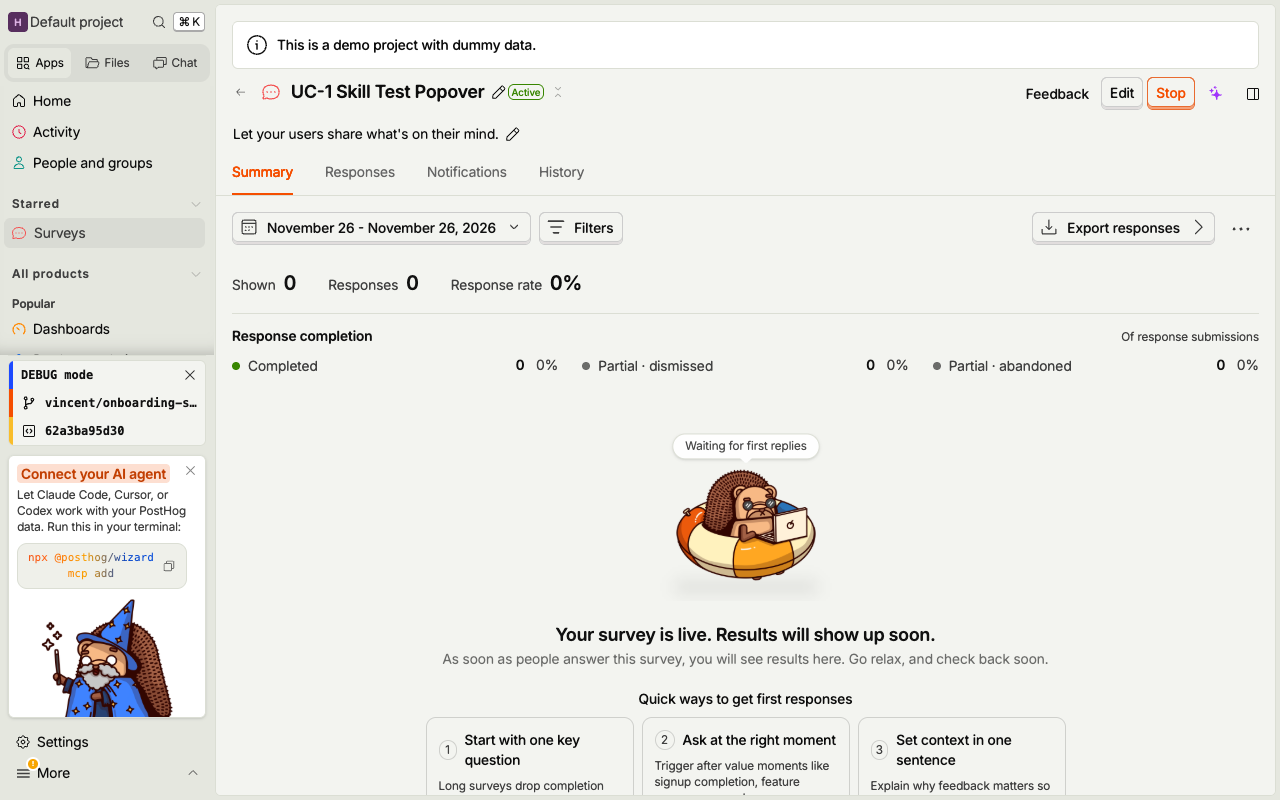 H Default project ⌘ K
Apps Files Chat
Home
Activity
People and groups
Starred
Surveys
All products
Popular
Dashboards
DEBUG mode
vincent/onboarding-s…
62a3ba95d30
Connect your AI agent
Let Claude Code, Cursor, or
Codex work with your PostHog
data. Run this in your terminal:
npx @posthog/wizard
mcp add
Settings
More
This is a demo project with dummy data.
UC-1 Skill Test Popover Active
Feedback Edit Stop
Let your users share what's on their mind.
Summary Responses Notifications History
November 26 - November 26, 2026 Filters Export responses
Shown 0 Responses 0 Response rate 0%
Response completion Of response submissions
Completed 0 0% Partial · dismissed 0 0% Partial · abandoned 0 0%
Waiting for first replies
Your survey is live. Results will show up soon.
As soon as people answer this survey, you will see results here. Go relax, and check back soon.
Quick ways to get first responses
1 Start with one key
question
Long surveys drop completion
2 Ask at the right moment
Trigger after value moments like
signup completion, feature
3 Set context in one
sentence
Explain why feedback matters so